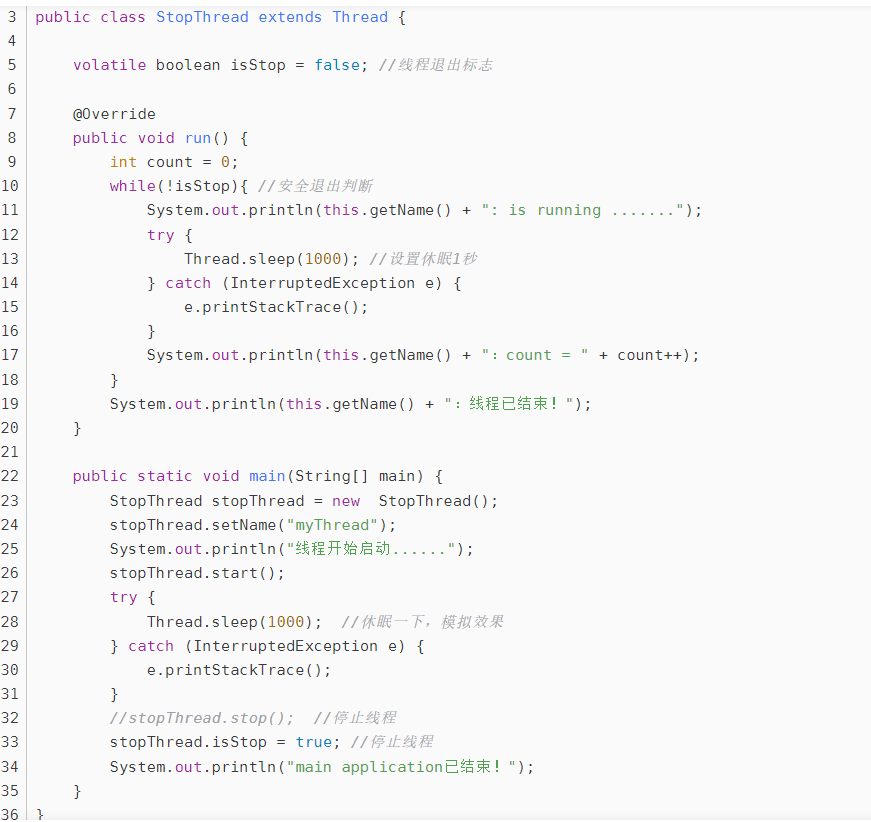 3 public class StopThread extends Thread {
4
5     volatile boolean isStop = false; //线程退出标志
6
7     @Override
8     public void run() {
9         int count = 0;
10         while(!isStop){ //安全退出判断
11             System.out.println(this.getName() + ": is running .......");
12             try {
13                 Thread.sleep(1000); //设置休眠1秒
14             } catch (InterruptedException e) {
15                 e.printStackTrace();
16             }
17             System.out.println(this.getName() + "：count = " + count++);
18         }
19         System.out.println(this.getName() + "：线程已结束！");
20     }
21
22     public static void main(String[] main) {
23         StopThread stopThread = new  StopThread();
24         stopThread.setName("myThread");
25         System.out.println("线程开始启动......");
26         stopThread.start();
27         try {
28             Thread.sleep(1000);  //休眠一下，模拟效果
29         } catch (InterruptedException e) {
30             e.printStackTrace();
31         }
32         //stopThread.stop();  //停止线程
33         stopThread.isStop = true; //停止线程
34         System.out.println("main application已结束！");
35     }
36 }